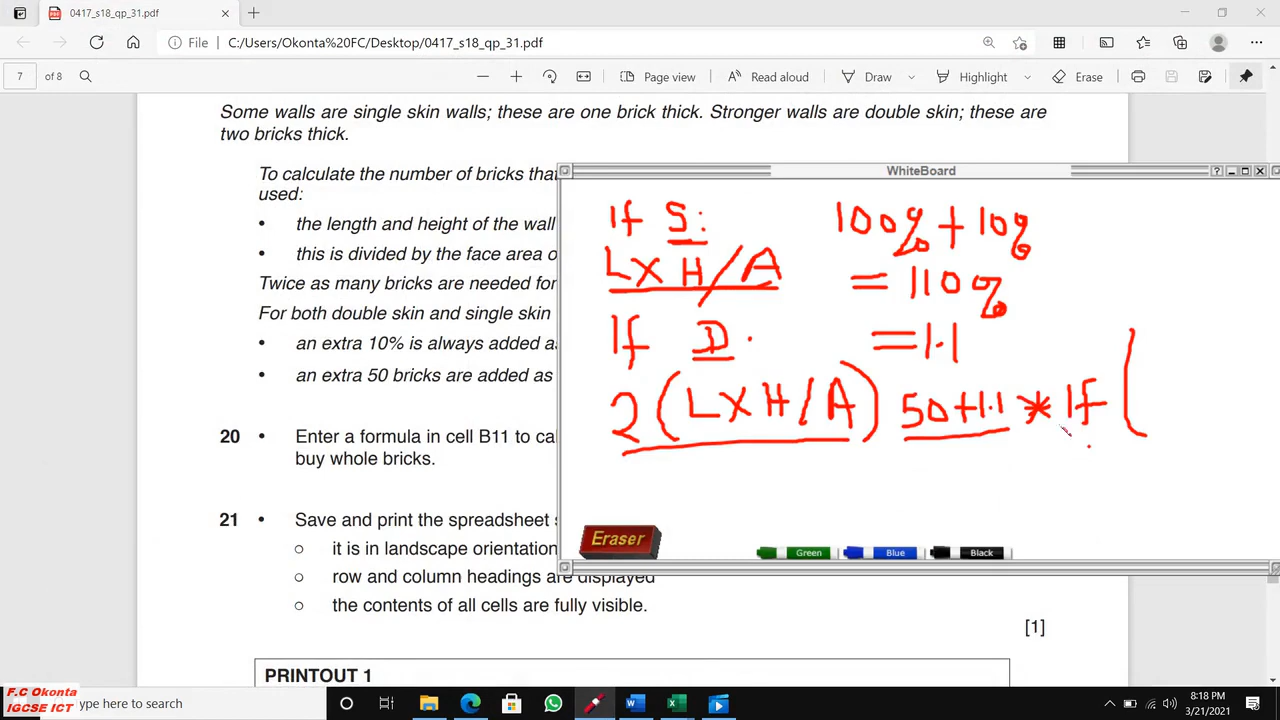 0417_s18_qp_31.pdf
File C:/Users/Okonta%20FC/Desktop/0417_s18_qp_31.pdf
7 of 8 Page view Read aloud Draw Highlight Erase
Some walls are single skin walls; these are one brick thick. Stronger walls are double skin; these are
two bricks thick.
To calculate the number of bricks that
used:
• the length and height of the wall
• this is divided by the face area o
Twice as many bricks are needed for
For both double skin and single skin
• an extra 10% is always added as
• an extra 50 bricks are added as
20 Enter a formula in cell B11 to cal
buy whole bricks.
21 • Save and print the spreadsheet s
○ it is in landscape orientation
○ row and column headings are displayed
○ the contents of all cells are fully visible.
[1]
PRINTOUT 1
WhiteBoard
If S: 100% + 10%
L X H / A = 110%
If D. = 1.1
2 ( L X H / A ) 50+1.1 * If (
Eraser Green Blue Black
F.C Okonta
IGCSE ICT
ype here to search
8:18 PM
3/21/2021